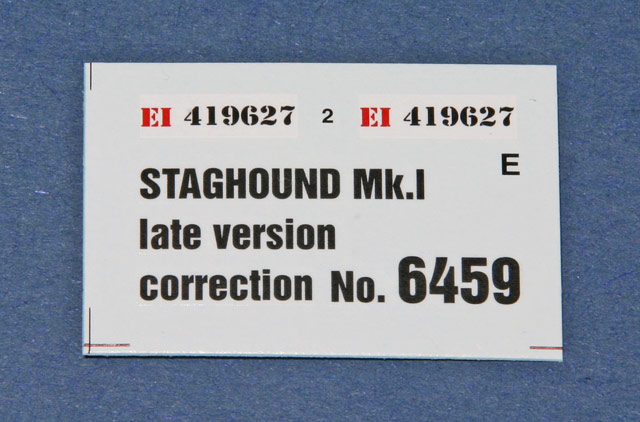 EI 419627 2 EI 419627
E
STAGHOUND Mk.I
late version
correction No. 6459